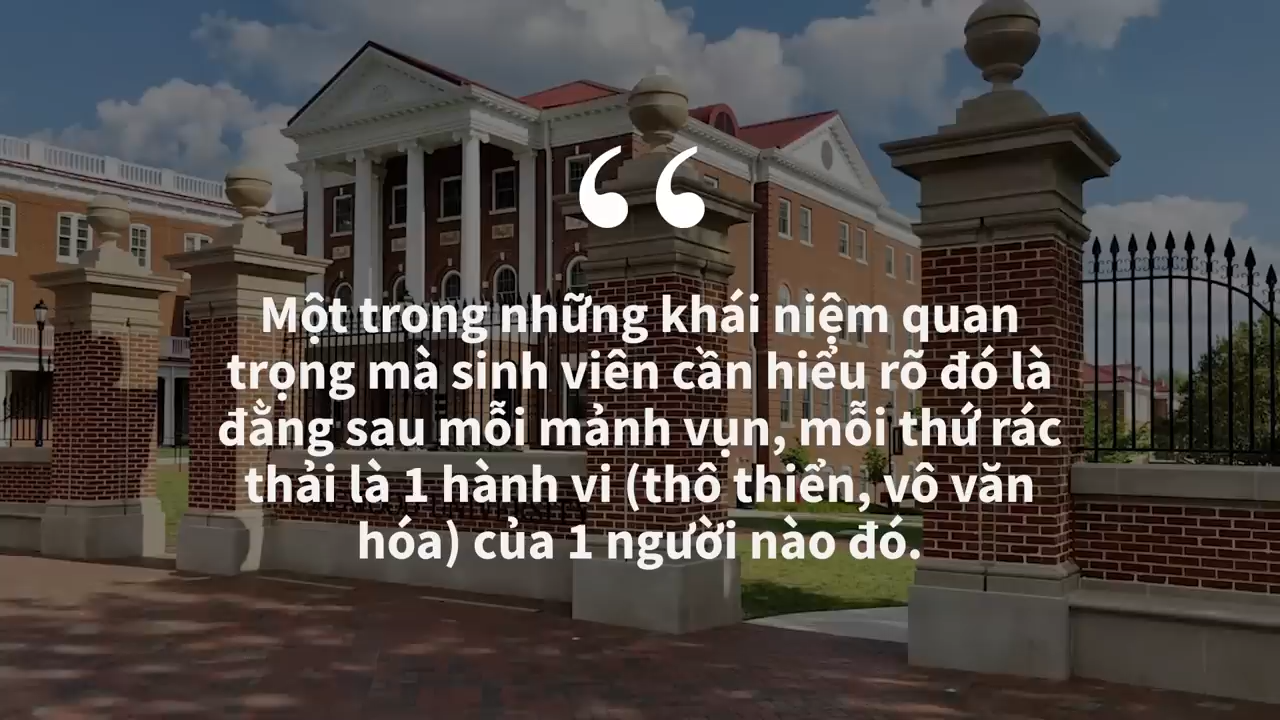 “
Một trong những khái niệm quan
trọng mà sinh viên cần hiểu rõ đó là
đằng sau mỗi mảnh vụn, mỗi thứ rác
thải là 1 hành vi (thô thiển, vô văn
hóa) của 1 người nào đó.
UNIVERSITY